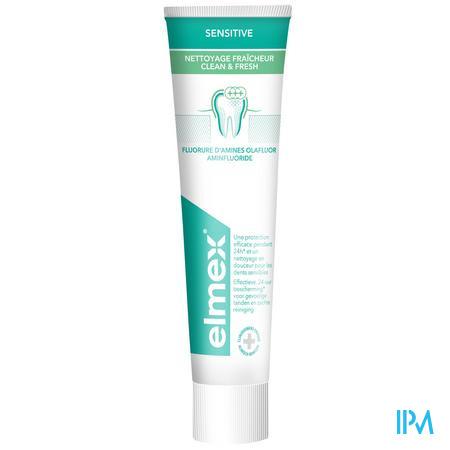 SENSITIVE
NETTOYAGE FRAÎCHEUR
CLEAN & FRESH
FLUORURE D'AMINES OLAFLUOR
AMINFLUORIDE
elmex®
Une protection
efficace pendant
24h* et un
nettoyage en
douceur pour les
dents sensibles
Effectieve, 24 uur
bescherming*
voor gevoelige
tanden en zachte
reiniging
IPM